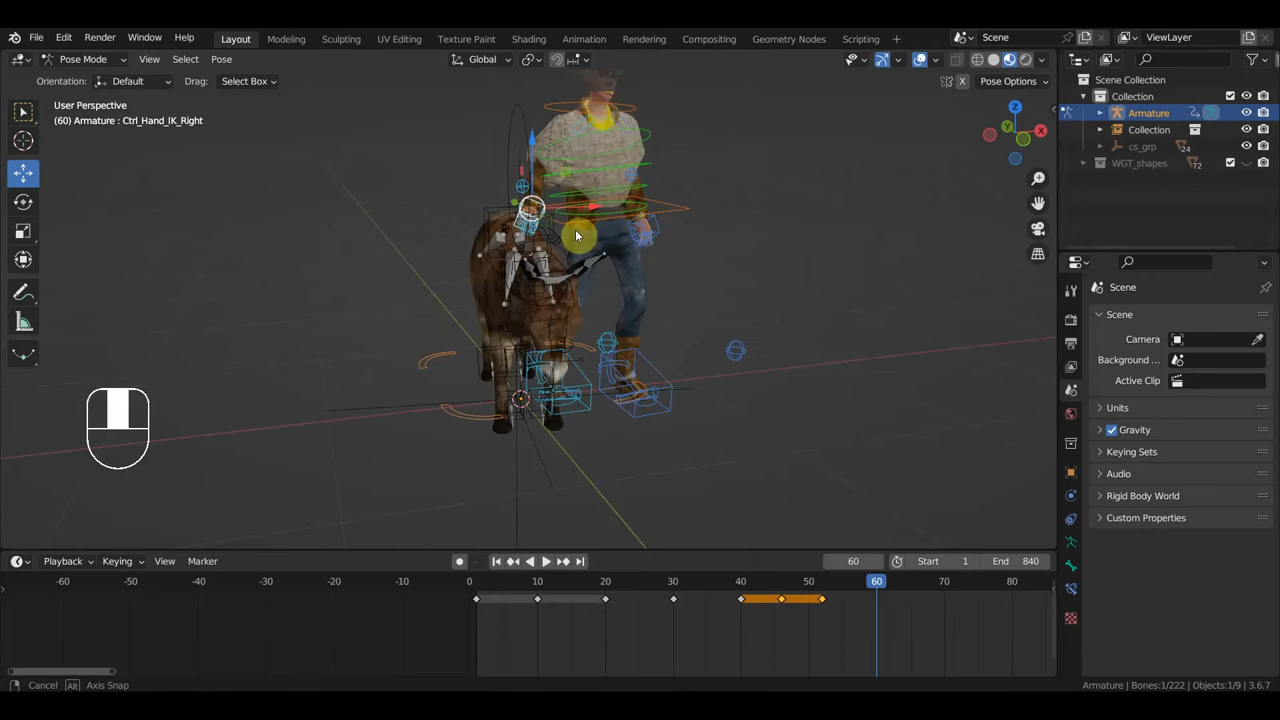 File Edit Render Window Help Layout Modeling Sculpting UV Editing Texture Paint Shading Animation Rendering Compositing Geometry Nodes Scripting + Scene ViewLayer
Pose Mode View Select Pose Global
Orientation: Default Drag: Select Box X Pose Options
User Perspective
(60) Armature : Ctrl_Hand_IK_Right
Z
Y
X
Scene Collection
Collection
Armature
Collection
cs_grp 24
WGT_shapes 72
Scene
Scene
Camera
Background ...
Active Clip
Units
Gravity
Keying Sets
Audio
Rigid Body World
Custom Properties
Playback Keying View Marker 60 Start 1 End 840
-60 -50 -40 -30 -20 -10 0 10 20 30 40 50 60 70 80
Cancel Alt Axis Snap Armature | Bones:1/222 | Objects:1/9 | 3.6.7